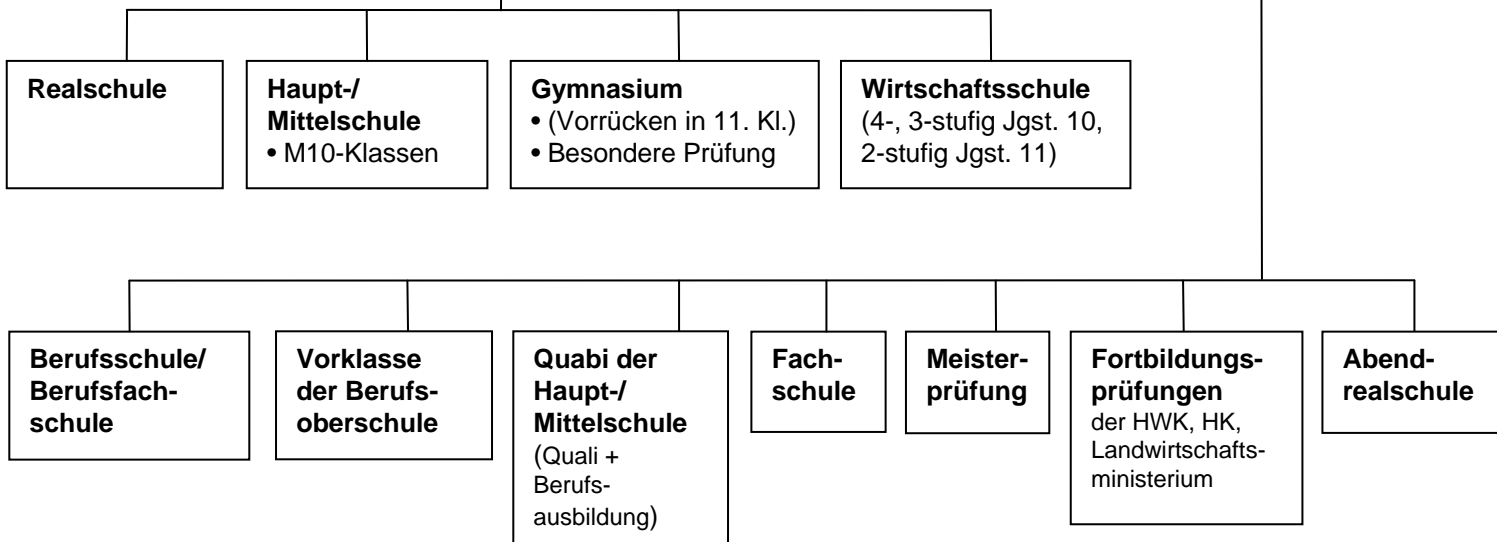 Realschule
Haupt-/
Mittelschule
• M10-Klassen
Gymnasium
• (Vorrücken in 11. Kl.)
• Besondere Prüfung
Wirtschaftsschule
(4-, 3-stufig Jgst. 10,
2-stufig Jgst. 11)
Berufsschule/
Berufsfach-
schule
Vorklasse
der Berufs-
oberschule
Quabi der
Haupt-/
Mittelschule
(Quali +
Berufs-
ausbildung)
Fach-
schule
Meister-
prüfung
Fortbildungs-
prüfungen
der HWK, HK,
Landwirtschafts-
ministerium
Abend-
realschule